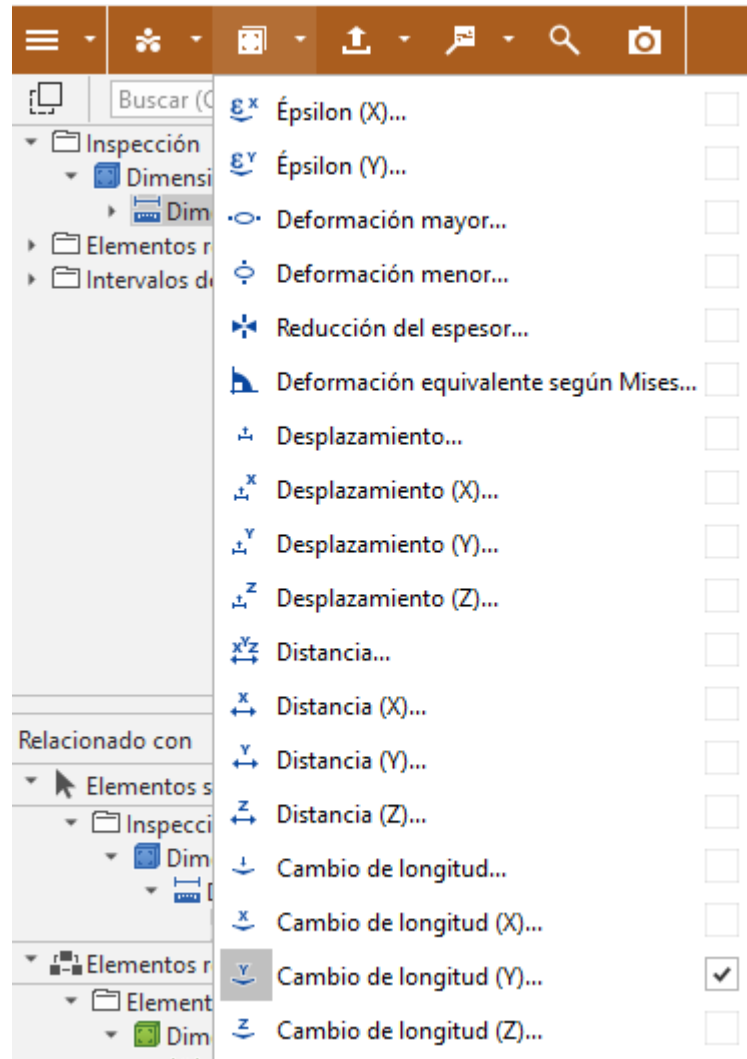 Buscar (
Inspección
Dimensi
Dim
Elementos r
Intervalos d
Relacionado con
Elementos s
Inspecci
Dim
Elementos r
Element
Dim
Épsilon (X)...
Épsilon (Y)...
Deformación mayor...
Deformación menor...
Reducción del espesor...
Deformación equivalente según Mises...
Desplazamiento...
Desplazamiento (X)...
Desplazamiento (Y)...
Desplazamiento (Z)...
Distancia...
Distancia (X)...
Distancia (Y)...
Distancia (Z)...
Cambio de longitud...
Cambio de longitud (X)...
Cambio de longitud (Y)...
Cambio de longitud (Z)...